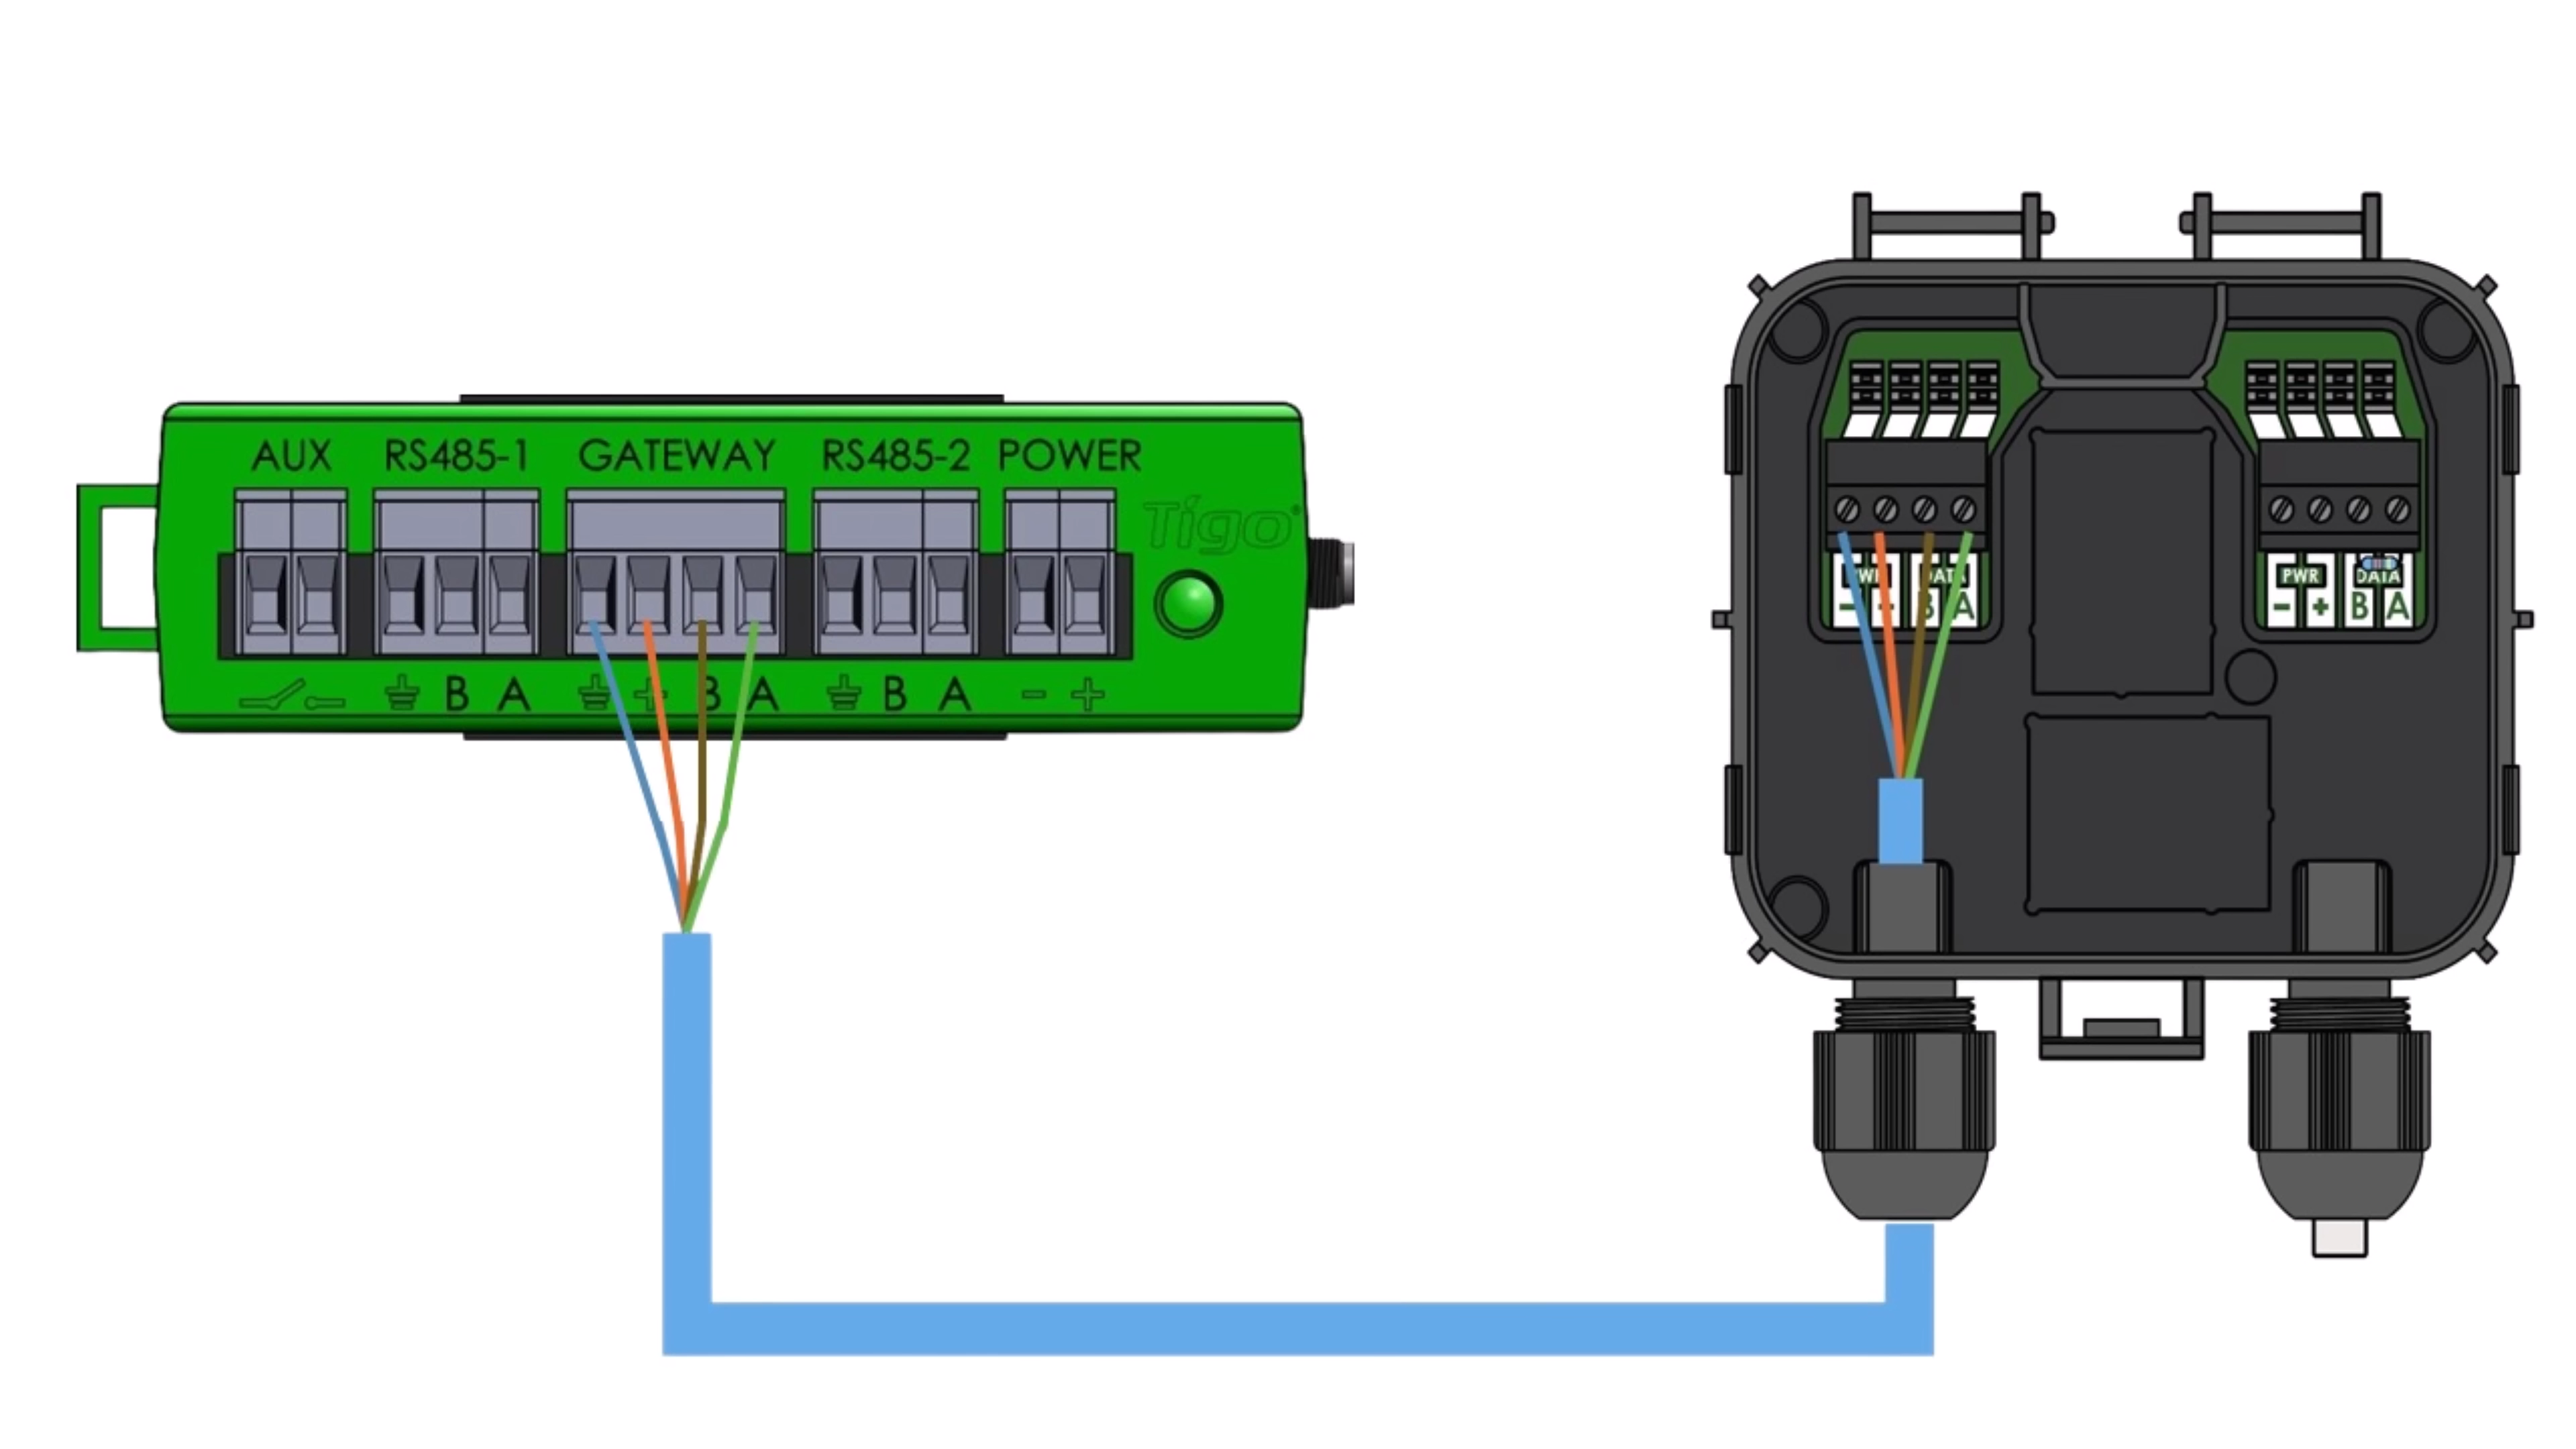 AUX RS485-1 GATEWAY RS485-2 POWER
Tigo®
B A + B A B A - +
PWR DATA
- + B A
PWR DATA
- + B A